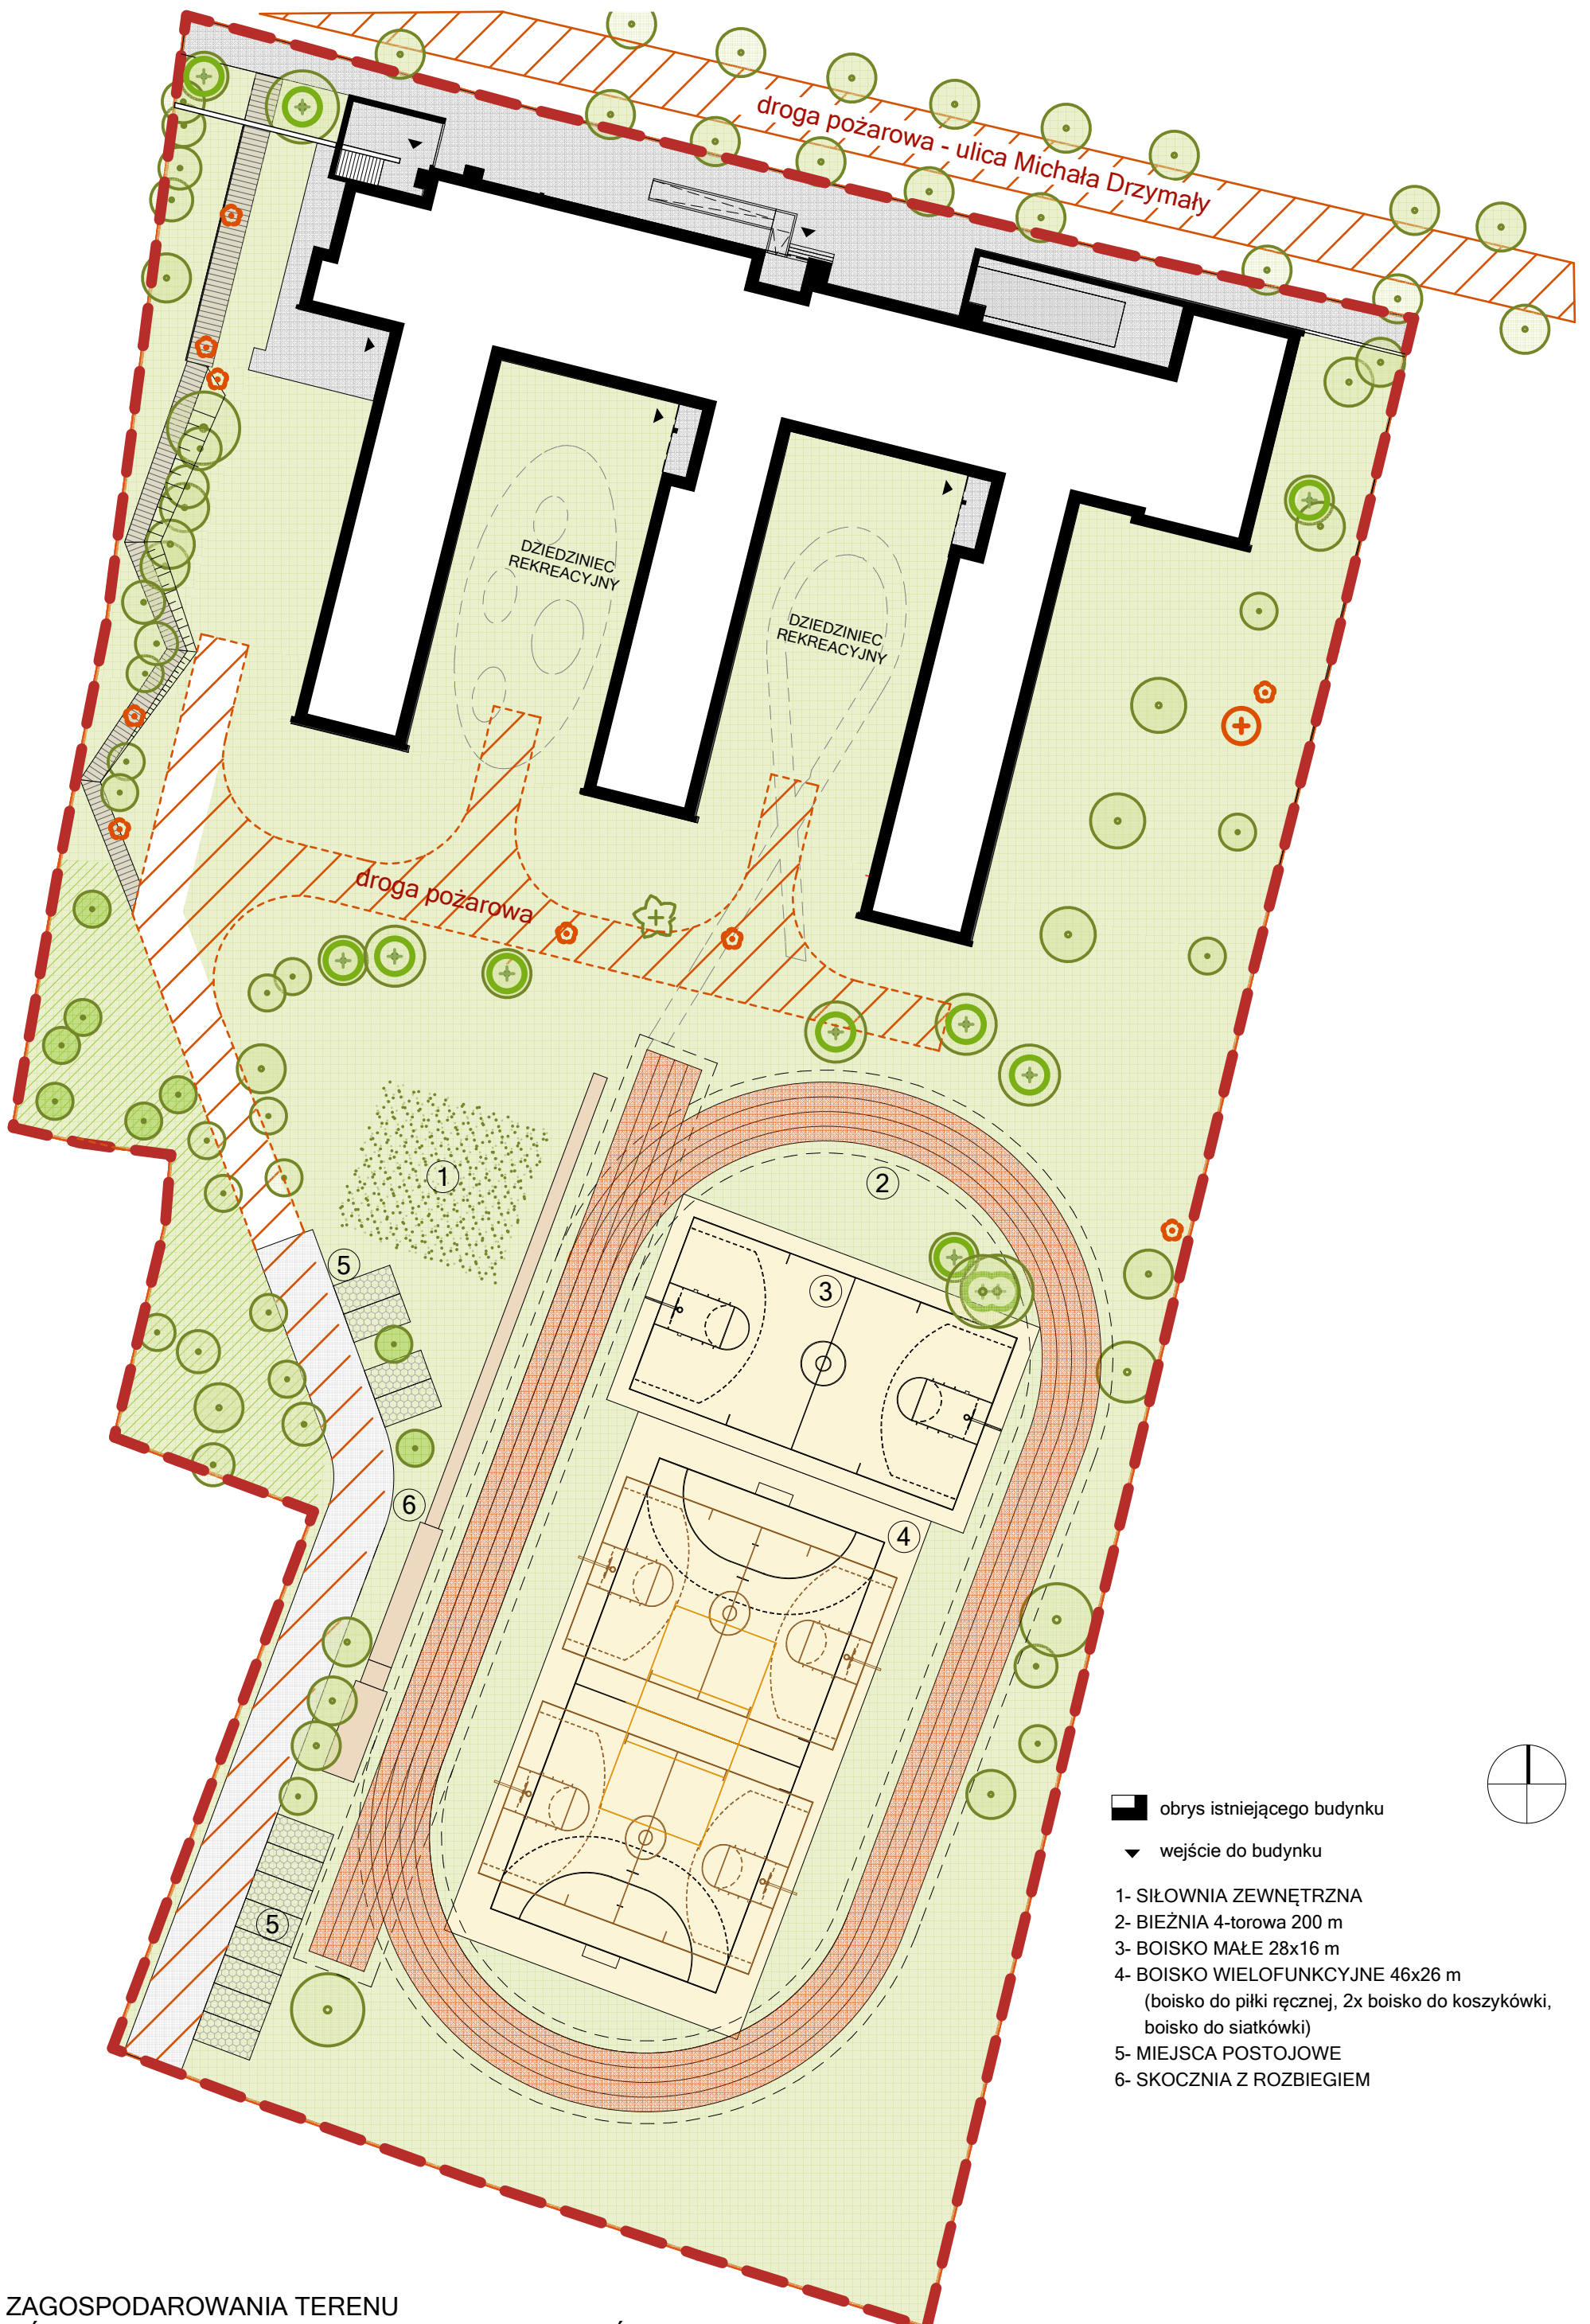 droga pożarowa - ulica Michała Drzymały
DZIEDZINIEC
REKREACYJNY
DZIEDZINIEC
REKREACYJNY
droga pożarowa
1
2
5
3
6
4
5
obrys istniejącego budynku
wejście do budynku
1- SIŁOWNIA ZEWNĘTRZNA
2- BIEŻNIA 4-torowa 200 m
3- BOISKO MAŁE 28x16 m
4- BOISKO WIELOFUNKCYJNE 46x26 m
(boisko do piłki ręcznej, 2x boisko do koszykówki,
boisko do siatkówki)
5- MIEJSCA POSTOJOWE
6- SKOCZNIA Z ROZBIEGIEM
ZAGOSPODAROWANIA TERENU